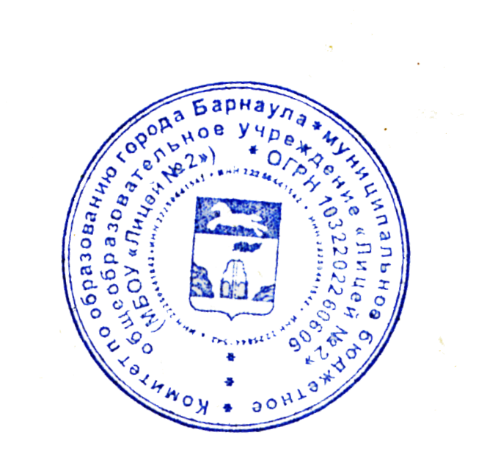 Комитет по образованию города Барнаула * муниципальное бюджетное *
общеобразовательное учреждение «Лицей №2»
(МБОУ «Лицей №2») * ОГРН 1032202260606